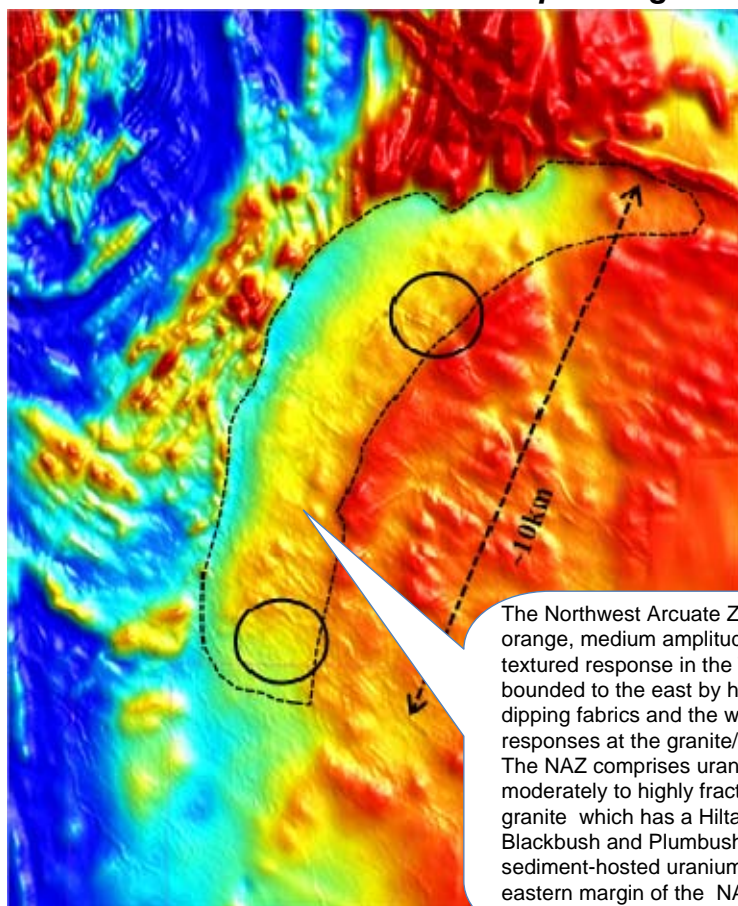 ~10km
The Northwest Arcuate Z
orange, medium amplitud
textured response in the
bounded to the east by h
dipping fabrics and the w
responses at the granite/
The NAZ comprises uran
moderately to highly fract
granite which has a Hilta
Blackbush and Plumbush
sediment-hosted uranium
eastern margin of the NA